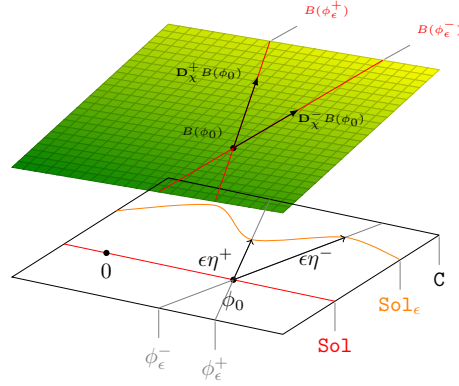 B(ϕ_ϵ^+)
B(ϕ_ϵ^-)
D_χ^+ B(ϕ_0)
D_χ^- B(ϕ_0)
B(ϕ_0)
ϵη^+
ϵη^-
0
ϕ_0
C
Sol_ϵ
Sol
ϕ_ϵ^-
ϕ_ϵ^+